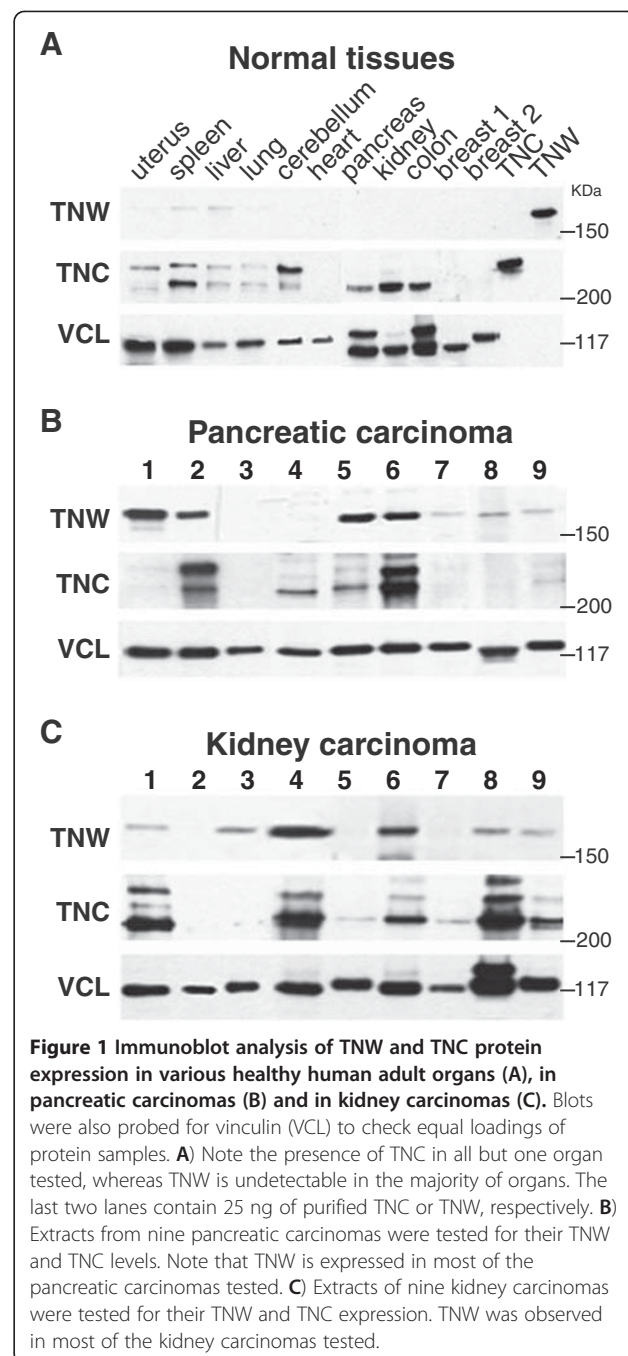 A
Normal tissues
uterus spleen liver lung cerebellum heart pancreas kidney colon breast 1 breast 2 TNC TNW
KDa
TNW
150
TNC
200
VCL
117
B
Pancreatic carcinoma
1 2 3 4 5 6 7 8 9
TNW
150
TNC
200
VCL
117
C
Kidney carcinoma
1 2 3 4 5 6 7 8 9
TNW
150
TNC
200
VCL
117
Figure 1 Immunoblot analysis of TNW and TNC protein
expression in various healthy human adult organs (A), in
pancreatic carcinomas (B) and in kidney carcinomas (C). Blots
were also probed for vinculin (VCL) to check equal loadings of
protein samples. A) Note the presence of TNC in all but one organ
tested, whereas TNW is undetectable in the majority of organs. The
last two lanes contain 25 ng of purified TNC or TNW, respectively. B)
Extracts from nine pancreatic carcinomas were tested for their TNW
and TNC levels. Note that TNW is expressed in most of the
pancreatic carcinomas tested. C) Extracts of nine kidney carcinomas
were tested for their TNW and TNC expression. TNW was observed
in most of the kidney carcinomas tested.